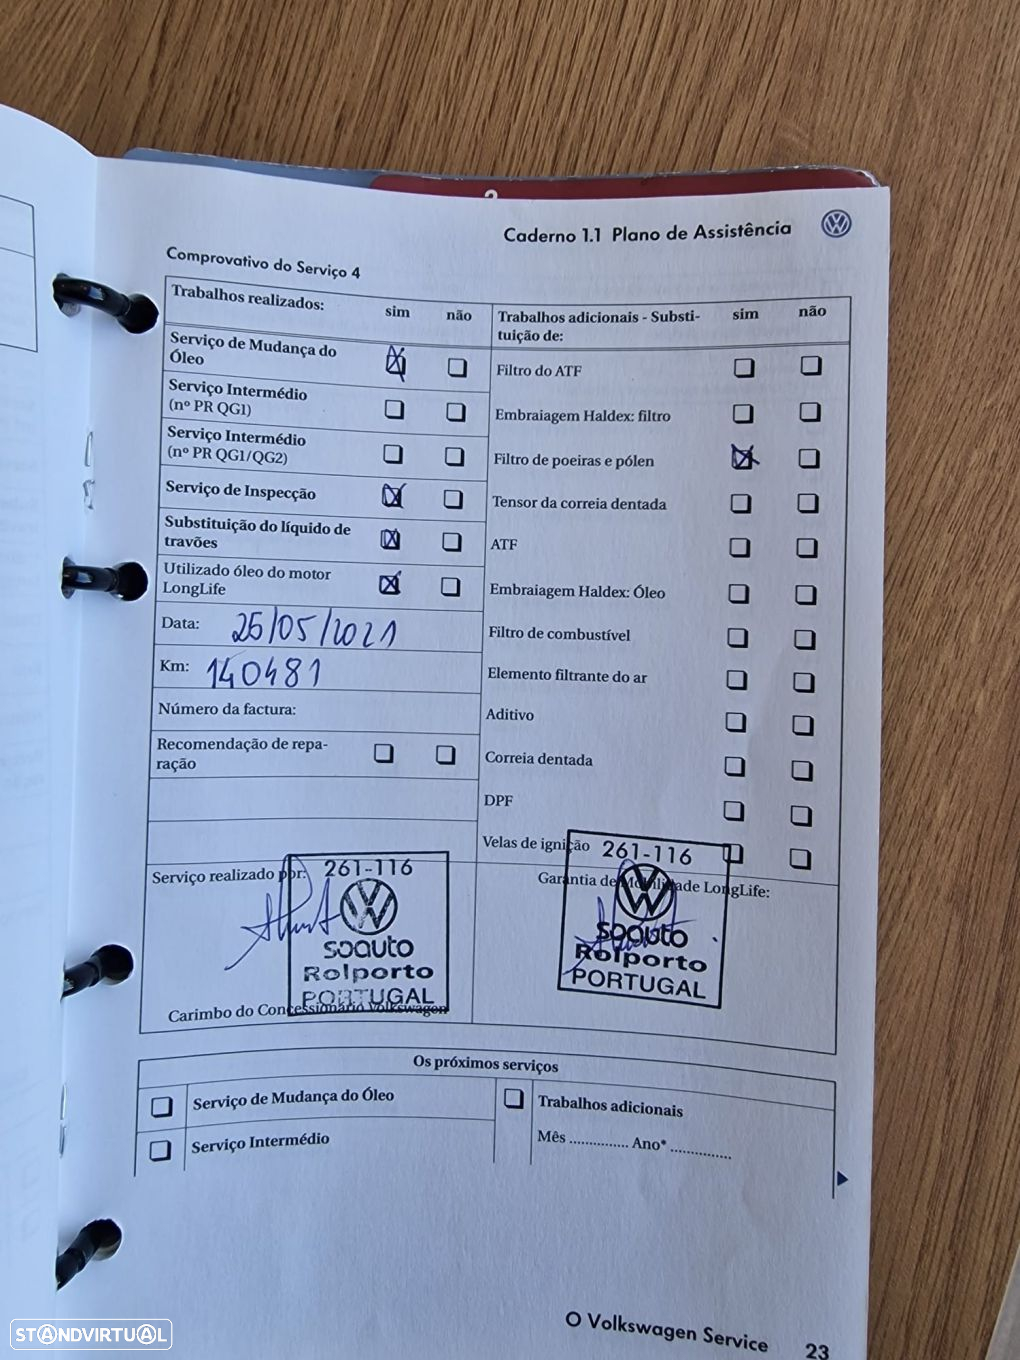 2
Caderno 1.1 Plano de Assistência
Comprovativo do Serviço 4
Trabalhos realizados: sim não
Serviço de Mudança do
Óleo
Serviço Intermédio
(nº PR QG1)
Serviço Intermédio
(nº PR QG1/QG2)
Serviço de Inspecção
Substituição do líquido de
travões
Utilizado óleo do motor
LongLife
Data: 25/05/2021
Km: 140481
Número da factura:
Recomendação de repa-
ração
Trabalhos adicionais - Substi- sim não
tuição de:
Filtro do ATF
Embraiagem Haldex: filtro
Filtro de poeiras e pólen
Tensor da correia dentada
ATF
Embraiagem Haldex: Óleo
Filtro de combustível
Elemento filtrante do ar
Aditivo
Correia dentada
DPF
Velas de ignição
Serviço realizado por:
261-116
soauto
Rolporto
PORTUGAL
Carimbo do Concessionário Volkswagen
Garantia de Mobilidade LongLife:
261-116
soauto
Rolporto
PORTUGAL
Os próximos serviços
Serviço de Mudança do Óleo
Serviço Intermédio
Trabalhos adicionais
Mês ............... Ano* ...............
O Volkswagen Service 23
STANDVIRTUAL